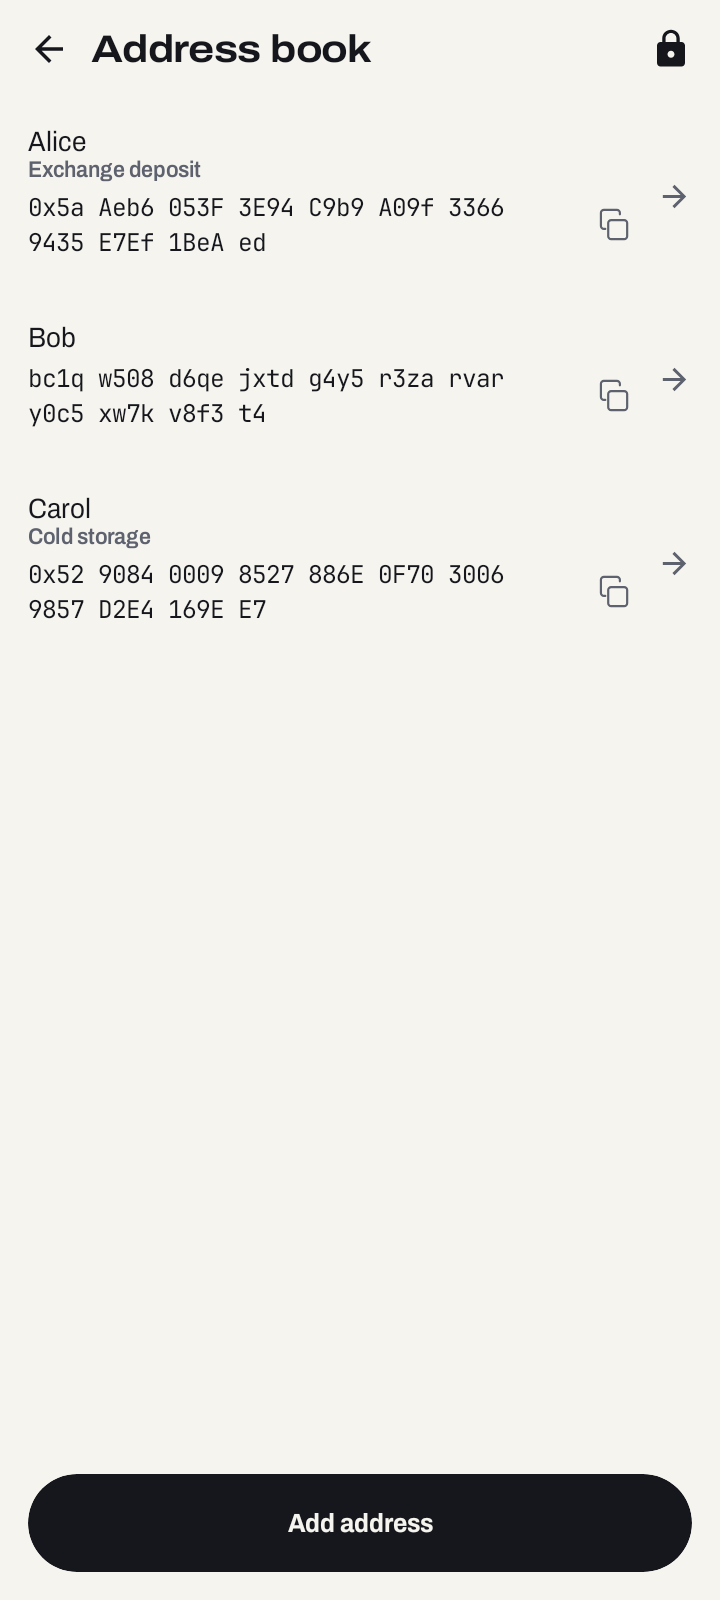 Address book
Alice
Exchange deposit
0x5a Aeb6 053F 3E94 C9b9 A09f 3366
9435 E7Ef 1BeA ed
Bob
bc1q w508 d6qe jxtd g4y5 r3za rvar
y0c5 xw7k v8f3 t4
Carol
Cold storage
0x52 9084 0009 8527 886E 0F70 3006
9857 D2E4 169E E7
Add address